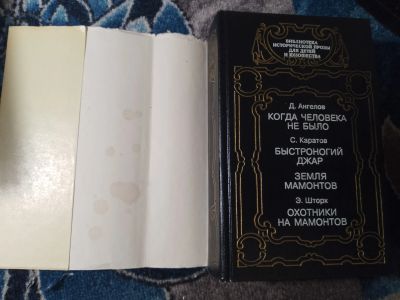 БИБЛИОТЕКА
ИСТОРИЧЕСКОЙ ПРОЗЫ
ДЛЯ ДЕТЕЙ
И ЮНОШЕСТВА
Д. Ангелов
КОГДА ЧЕЛОВЕКА
НЕ БЫЛО
С. Каратов
БЫСТРОНОГИЙ
ДЖАР
ЗЕМЛЯ
МАМОНТОВ
Э. Шторх
ОХОТНИКИ
НА МАМОНТОВ